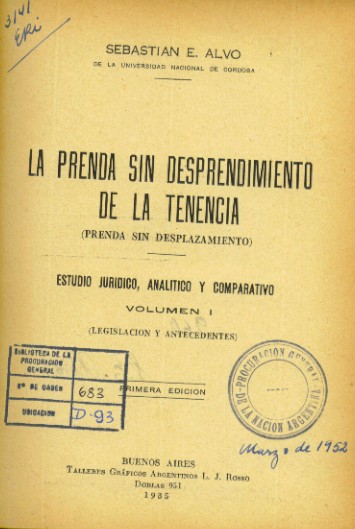 3141
SEBASTIAN E. ALVO
DE LA UNIVERSIDAD NACIONAL DE CORDOBA
LA PRENDA SIN DESPRENDIMIENTO
DE LA TENENCIA
(PRENDA SIN DESPLAZAMIENTO)
ESTUDIO JURIDICO, ANALITICO Y COMPARATIVO
VOLUMEN I
(LEGISLACION Y ANTECEDENTES)
BIBLIOTECA DE LA
PROCURACION
GENERAL
Nº DE ORDEN 683
UBICACION D-93
PRIMERA EDICION
PROCURACION GENERAL
DE LA NACION ARGENTINA
Marzo de 1952
BUENOS AIRES
TALLERES GRÁFICOS ARGENTINOS L. J. ROSSO
DOBLAS 951
1935